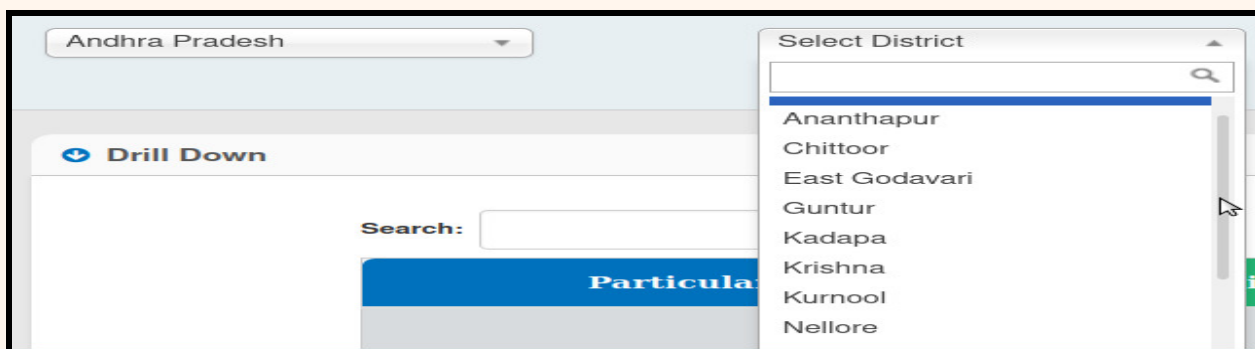 Andhra Pradesh
Select District
Ananthapur
Chittoor
Drill Down
East Godavari
Guntur
Search:
Kadapa
Krishna
Kurnool
Nellore